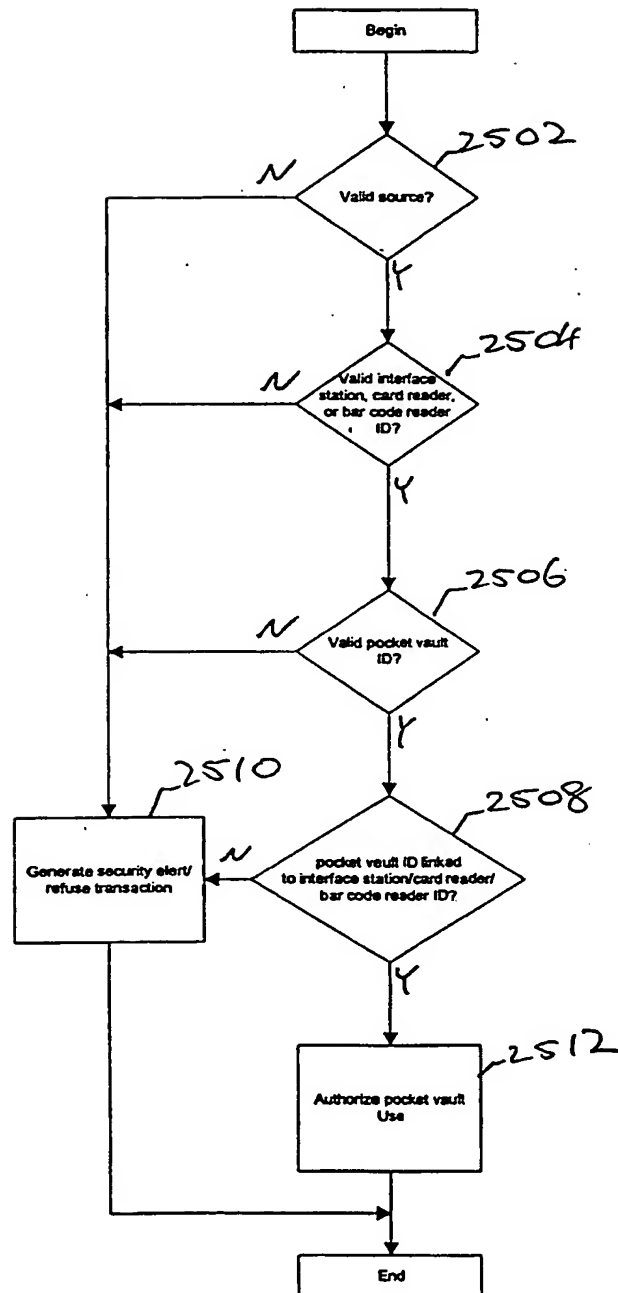 Begin
2502
N
Valid source?
Y
2504
N
Valid interface
station, card reader,
or bar code reader
ID?
Y
2506
N
Valid pocket vault
ID?
Y
2510
2508
Generate security alert/
refuse transaction
N
pocket vault ID linked
to interface station/card reader/
bar code reader ID?
Y
2512
Authorize pocket vault
Use
End